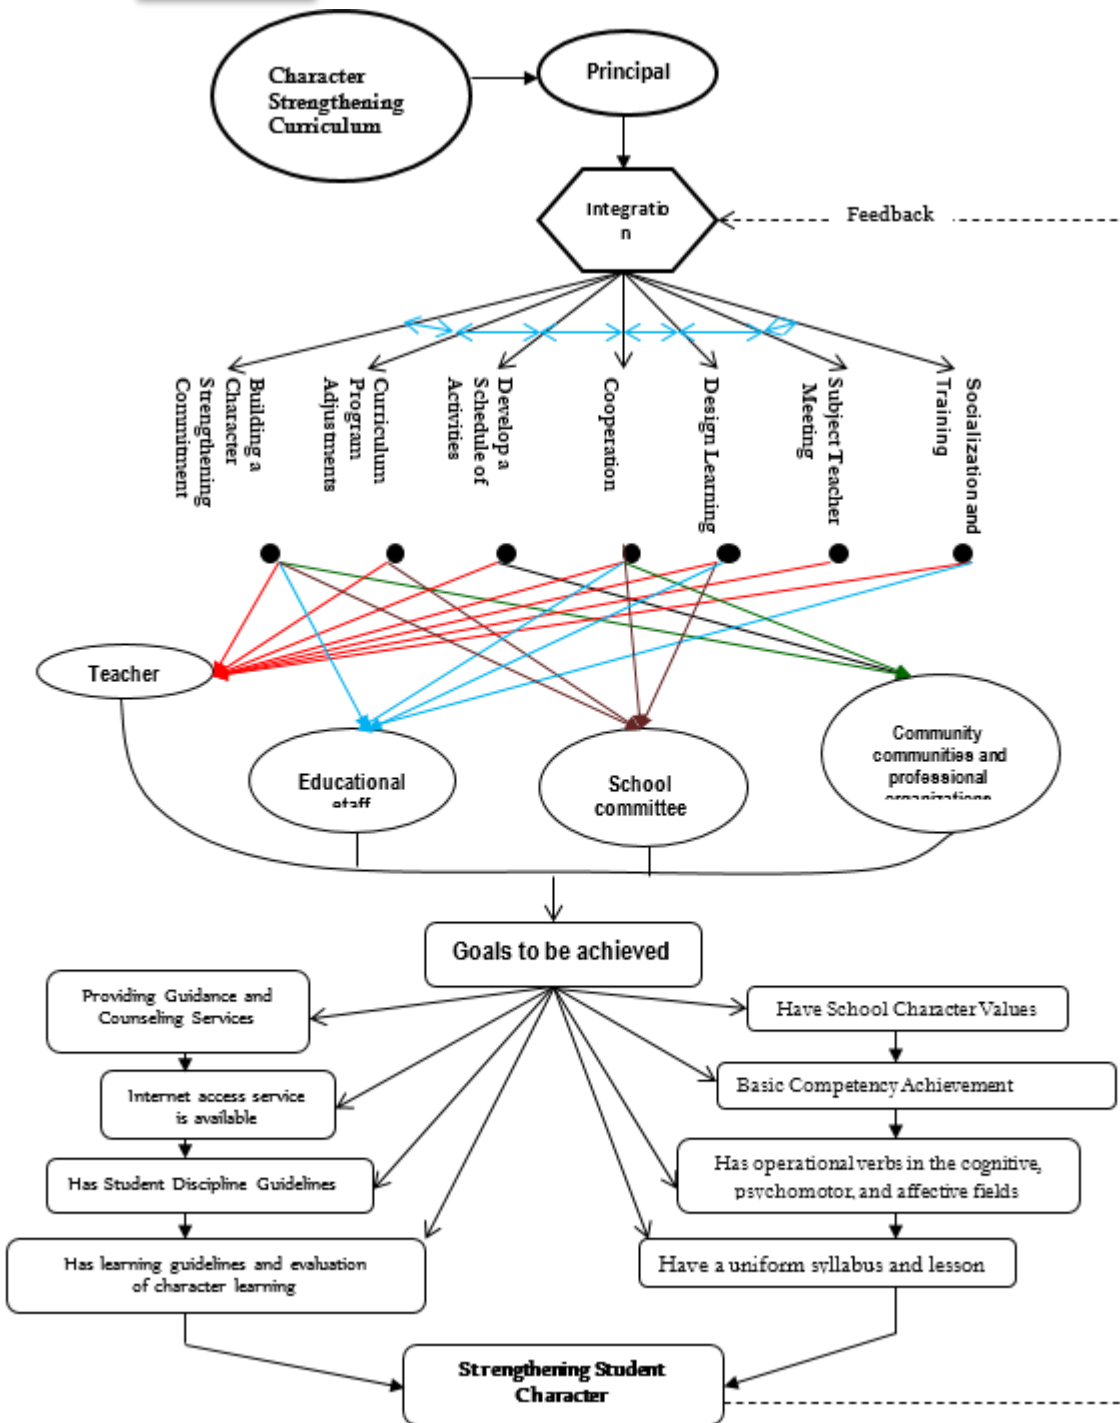 Character
Strengthening
Curriculum
Principal
Integratio
n
Feedback
Building a
Character
Strengthening
Commitment
Curriculum
Program
Adjustments
Develop a
Schedule of
Activities
Cooperation
Design Learning
Subject Teacher
Meeting
Socialization and
Training
Teacher
Educational
staff
School
committee
Community
communities and
professional
organizations
Goals to be achieved
Providing Guidance and
Counseling Services
Internet access service
is available
Has Student Discipline Guidelines
Has learning guidelines and evaluation
of character learning
Have School Character Values
Basic Competency Achievement
Has operational verbs in the cognitive,
psychomotor, and affective fields
Have a uniform syllabus and lesson
Strengthening Student
Character